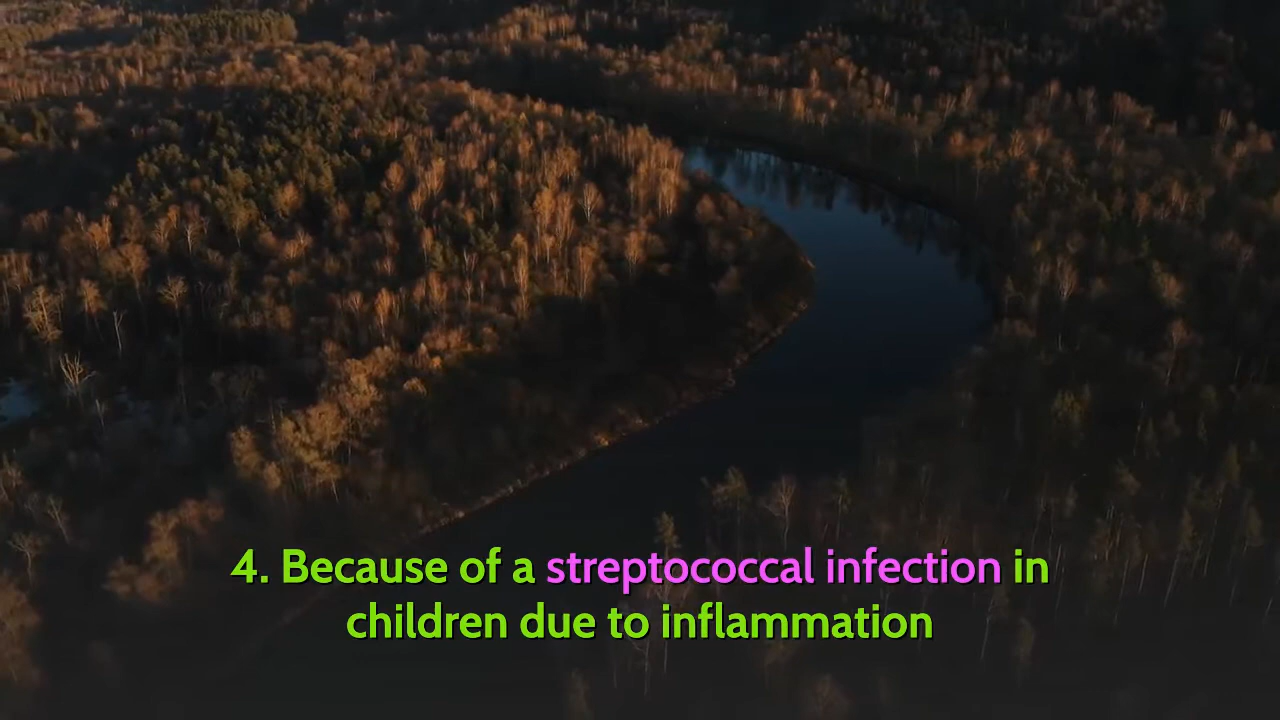 4. Because of a streptococcal infection in
children due to inflammation